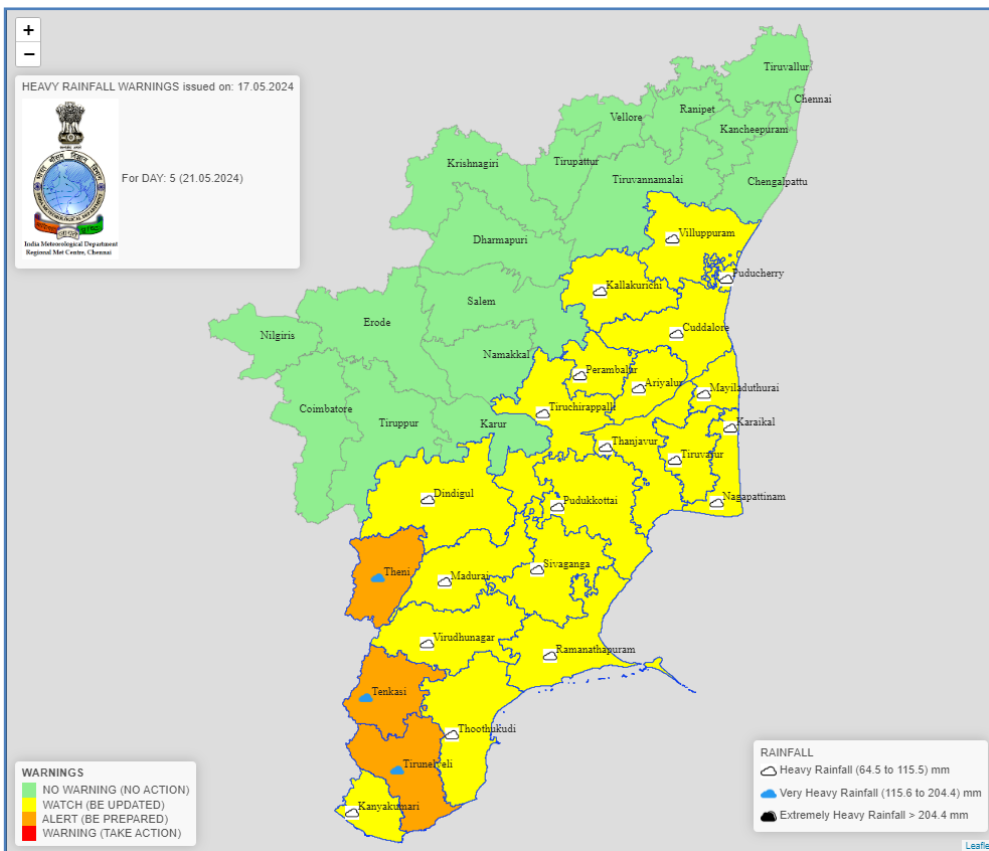 +
−
HEAVY RAINFALL WARNINGS issued on: 17.05.2024
For DAY: 5 (21.05.2024)
India Meteorological Department
Regional Met Centre, Chennai
Tiruvallur
Chennai
Ranipet
Vellore
Kancheepuram
Krishnagiri
Tirupattur
Tiruvannamalai
Chengalpattu
Dharmapuri
Villuppuram
Puducherry
Kallakurichi
Salem
Erode
Nilgiris
Cuddalore
Namakkal
Perambalur
Ariyalur
Mayiladuthurai
Coimbatore
Tiruchirappalli
Tiruppur
Karur
Karaikal
Thanjavur
Tiruvarur
Dindigul
Pudukkottai
Nagapattinam
Theni
Madurai
Sivaganga
Virudhunagar
Ramanathapuram
Tenkasi
Thoothukudi
Tirunelveli
Kanyakumari
WARNINGS
NO WARNING (NO ACTION)
WATCH (BE UPDATED)
ALERT (BE PREPARED)
WARNING (TAKE ACTION)
RAINFALL
Heavy Rainfall (64.5 to 115.5) mm
Very Heavy Rainfall (115.6 to 204.4) mm
Extremely Heavy Rainfall > 204.4 mm
Leafle